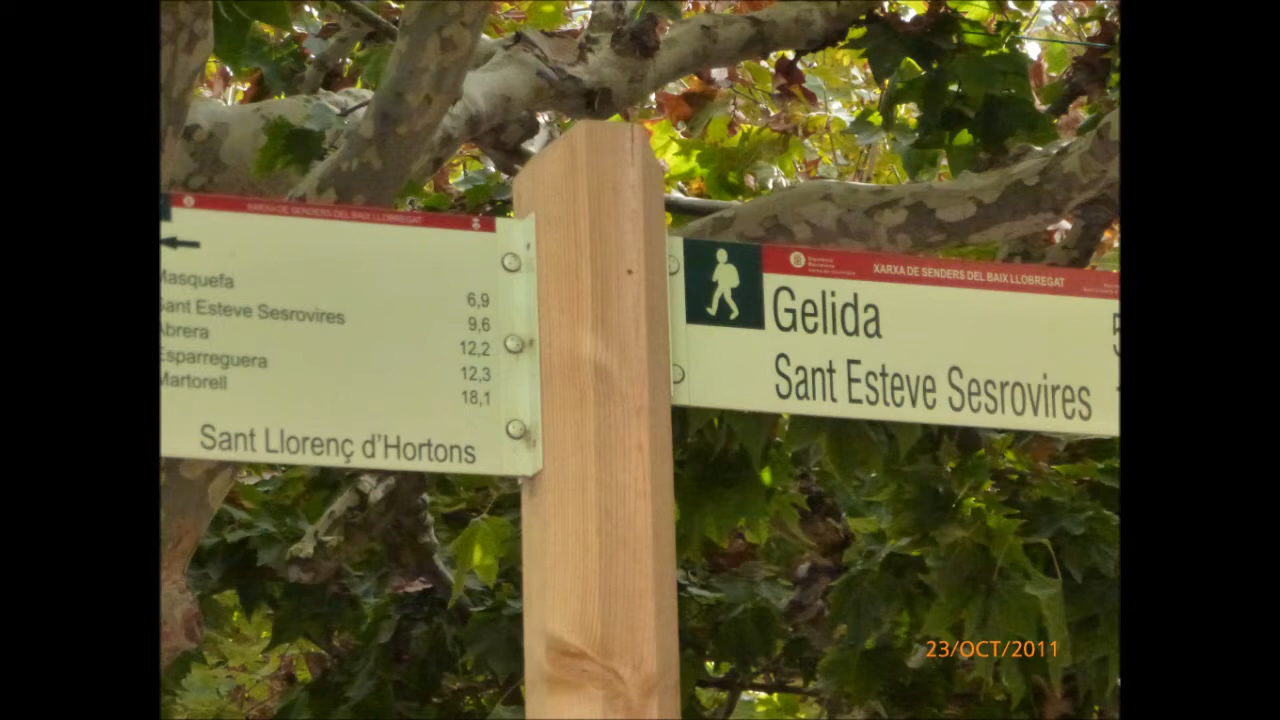 XARXA DE SENDERS DEL BAIX LLOBREGAT
Masquefa 6,9
Sant Esteve Sesrovires 9,6
Abrera 12,2
Esparreguera 12,3
Martorell 18,1
Sant Llorenç d'Hortons
XARXA DE SENDERS DEL BAIX LLOBREGAT
Gelida
Sant Esteve Sesrovires
23/OCT/2011